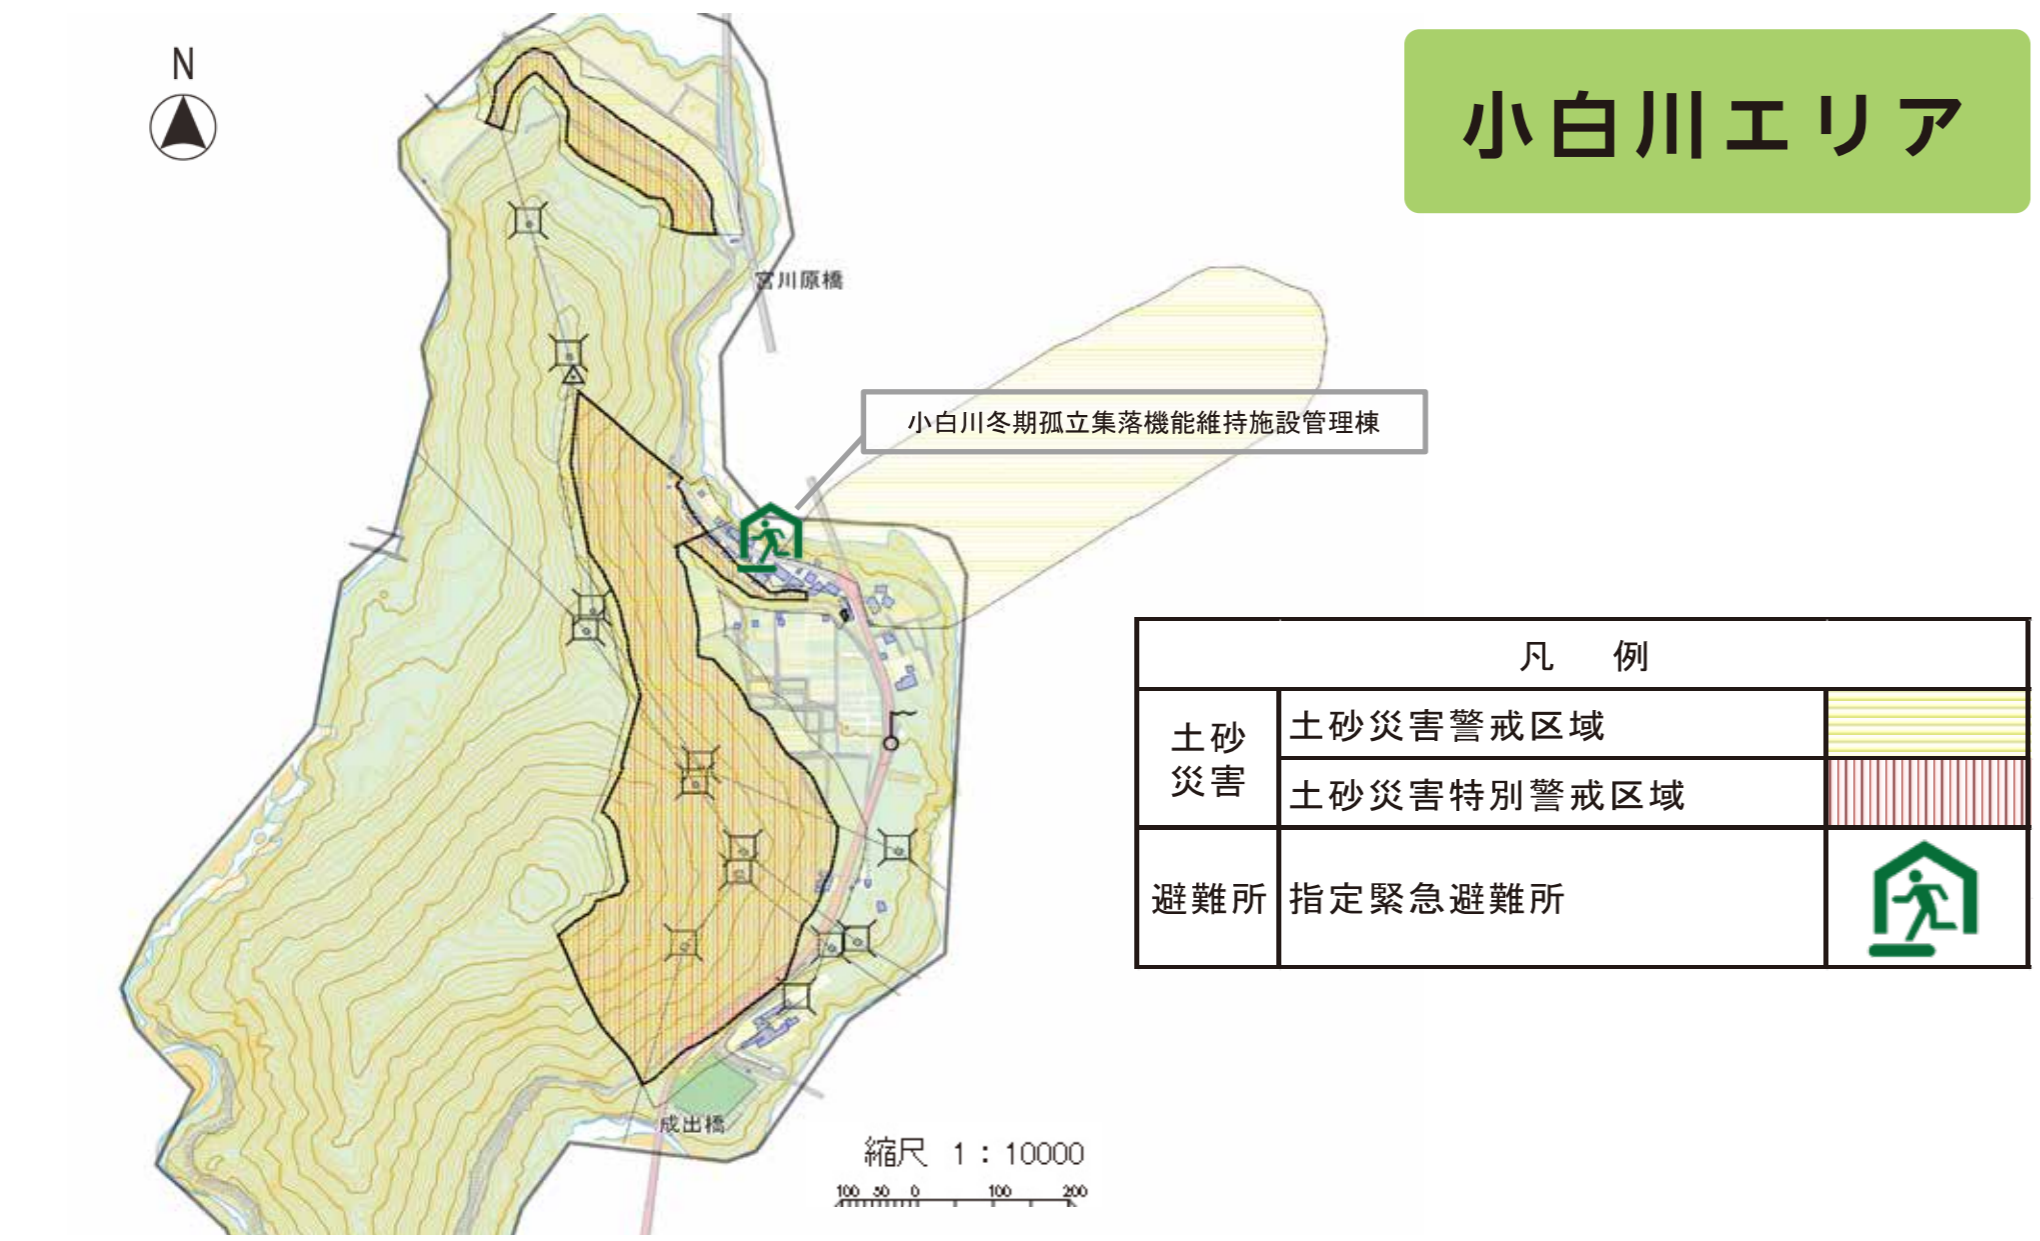 N
小白川エリア
宮川原橋
小白川冬期孤立集落機能維持施設管理棟
凡 例
土砂
災害
土砂災害警戒区域
土砂災害特別警戒区域
避難所
指定緊急避難所
成出橋
縮尺 1：10000
100 50 0 100 200